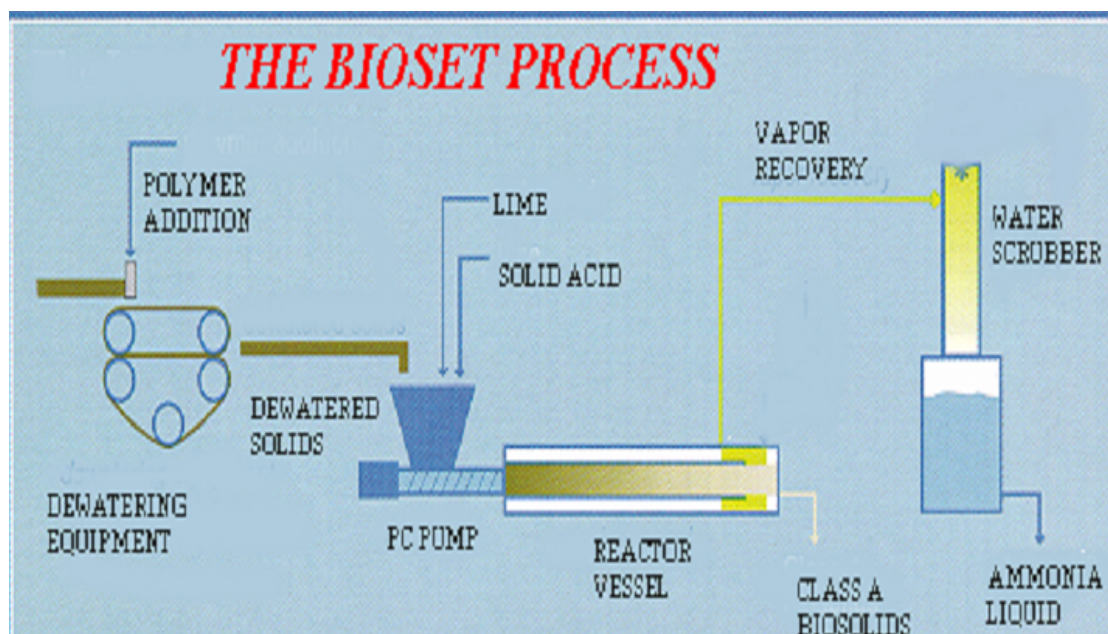 THE BIOSET PROCESS
POLYMER
ADDITION
LIME
SOLID ACID
VAPOR
RECOVERY
WATER
SCRUBBER
DEWATERED
SOLIDS
DEWATERING
EQUIPMENT
PC PUMP
REACTOR
VESSEL
CLASS A
BIOSOLIDS
AMMONIA
LIQUID